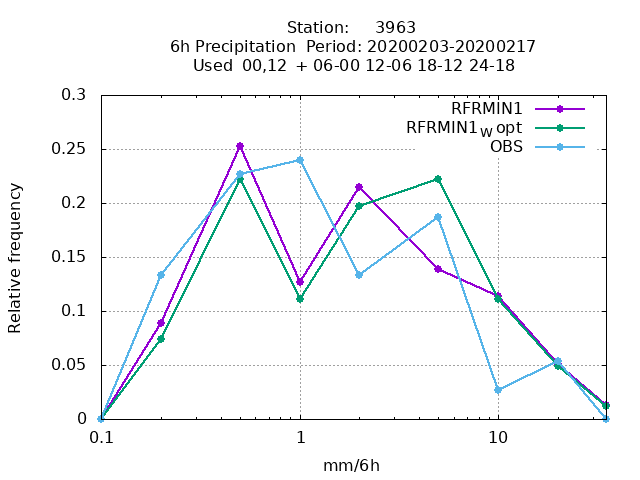 Station: 3963
6h Precipitation Period: 20200203-20200217
Used 00,12 + 06-00 12-06 18-12 24-18
RFRMIN1
RFRMIN1w opt
OBS
0.3
0.25
0.2
0.15
0.1
0.05
0
Relative frequency
0.1 1 10
mm/6h